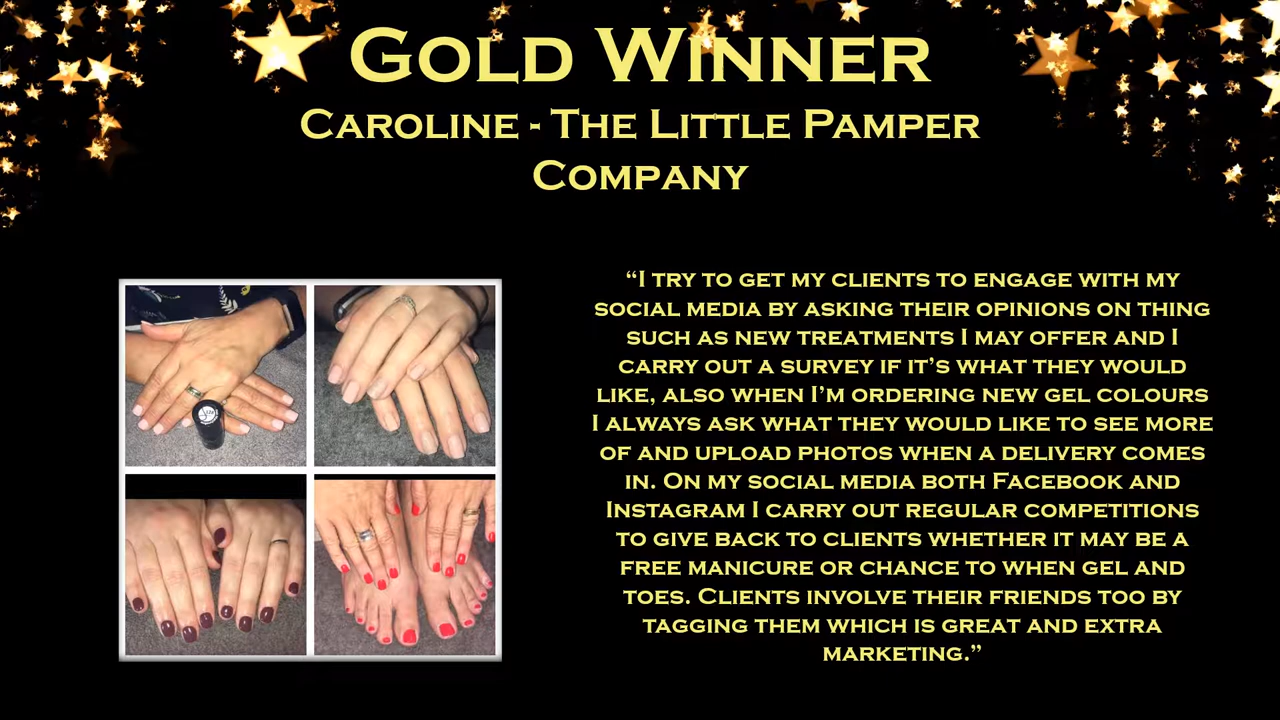 Gold Winner
Caroline - The Little Pamper
Company
“I try to get my clients to engage with my
social media by asking their opinions on thing
such as new treatments I may offer and I
carry out a survey if it’s what they would
like, also when I’m ordering new gel colours
I always ask what they would like to see more
of and upload photos when a delivery comes
in. On my social media both Facebook and
Instagram I carry out regular competitions
to give back to clients whether it may be a
free manicure or chance to when gel and
toes. Clients involve their friends too by
tagging them which is great and extra
marketing.”